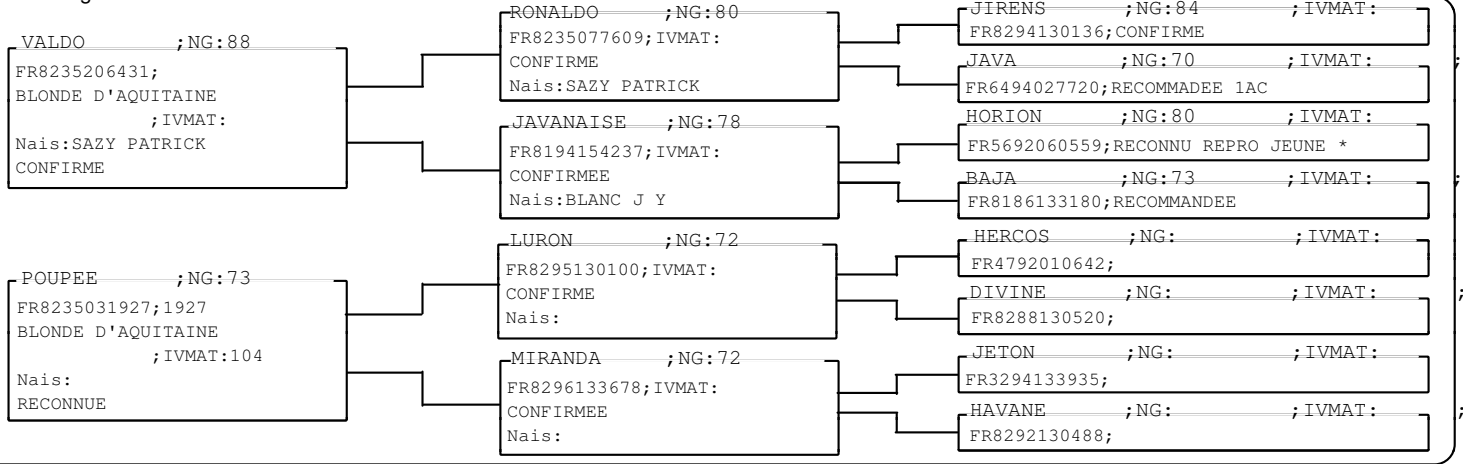 VALDO ;NG:88
FR8235206431;
BLONDE D'AQUITAINE
;IVMAT:
Nais:SAZY PATRICK
CONFIRME
POUPEE ;NG:73
FR8235031927;1927
BLONDE D'AQUITAINE
;IVMAT:104
Nais:
RECONNUE
RONALDO ;NG:80
FR8235077609;IVMAT:
CONFIRME
Nais:SAZY PATRICK
JAVANAISE ;NG:78
FR8194154237;IVMAT:
CONFIRMEE
Nais:BLANC J Y
LURON ;NG:72
FR8295130100;IVMAT:
CONFIRME
Nais:
MIRANDA ;NG:72
FR8296133678;IVMAT:
CONFIRMEE
Nais:
JIRENS ;NG:84 ;IVMAT:
FR8294130136;CONFIRME
JAVA ;NG:70 ;IVMAT: ;
FR6494027720;RECOMMADEE 1AC
HORION ;NG:80 ;IVMAT:
FR5692060559;RECONNU REPRO JEUNE *
BAJA ;NG:73 ;IVMAT: ;
FR8186133180;RECOMMANDEE
HERCOS ;NG: ;IVMAT:
FR4792010642;
DIVINE ;NG: ;IVMAT: ;
FR8288130520;
JETON ;NG: ;IVMAT:
FR3294133935;
HAVANE ;NG: ;IVMAT: ;
FR8292130488;